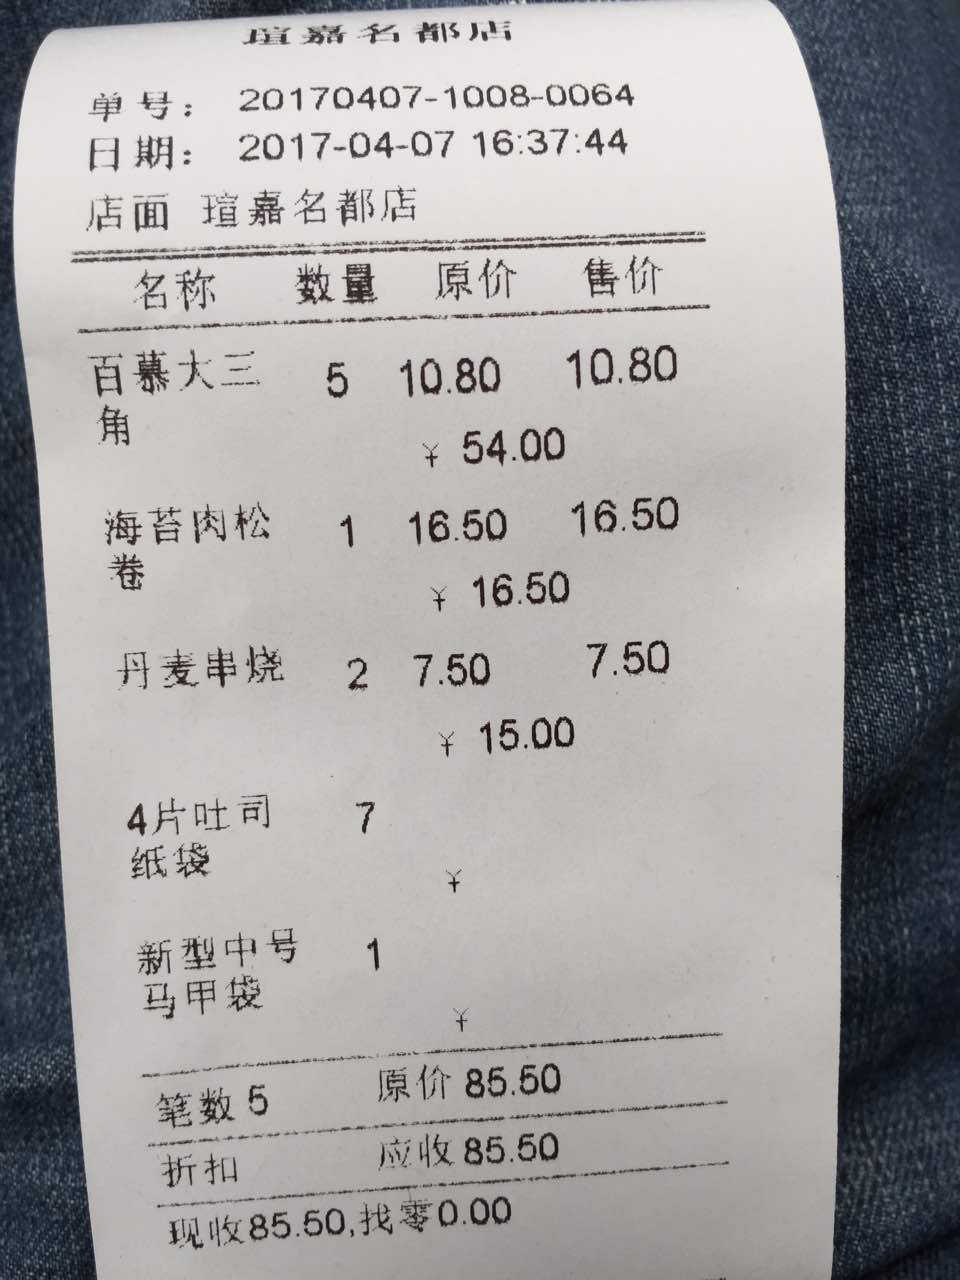 瑄嘉名都店
单号: 20170407-1008-0064
日期: 2017-04-07 16:37:44
店面 瑄嘉名都店
名称 数量 原价 售价
百慕大三 5 10.80 10.80
角
¥ 54.00
海苔肉松 1 16.50 16.50
卷
¥ 16.50
丹麦串烧 2 7.50 7.50
¥ 15.00
4片吐司 7
纸袋
¥
新型中号 1
马甲袋
¥
笔数 5 原价 85.50
折扣 应收 85.50
现收85.50,找零0.00